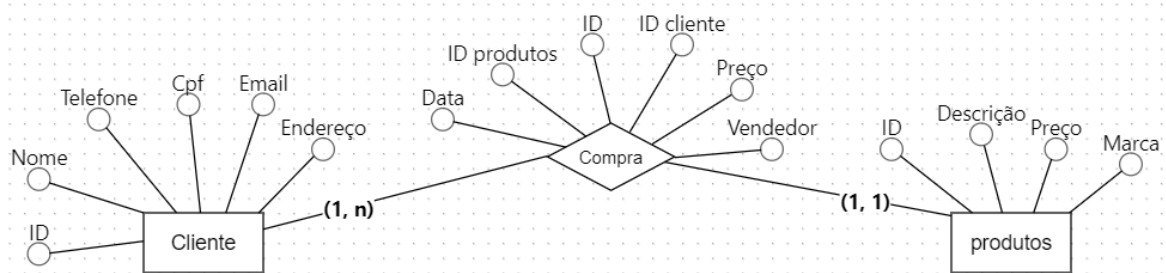 ID
Nome
Telefone
Cpf
Email
Endereço
Cliente
(1, n)
Data
ID produtos
ID
ID cliente
Preço
Vendedor
Compra
(1, 1)
ID
Descrição
Preço
Marca
produtos